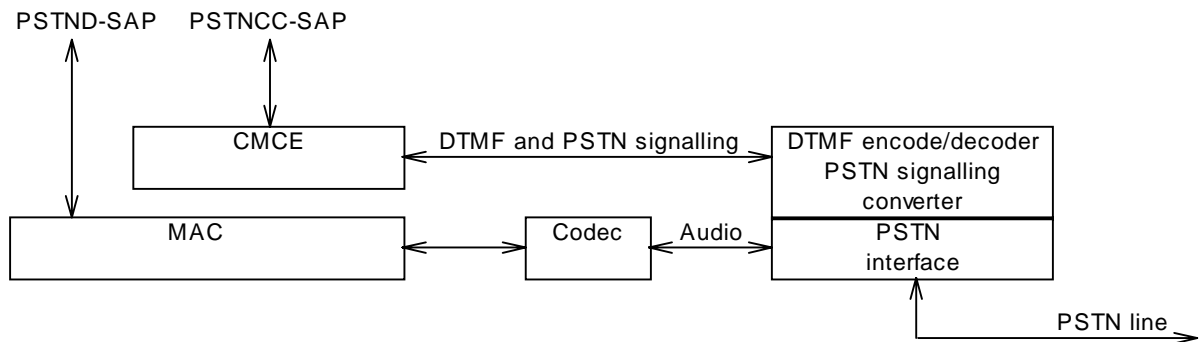 PSTND-SAP
PSTNCC-SAP
CMCE
DTMF and PSTN signalling
DTMF encode/decoder
PSTN signalling
converter
MAC
Codec
Audio
PSTN
interface
PSTN line